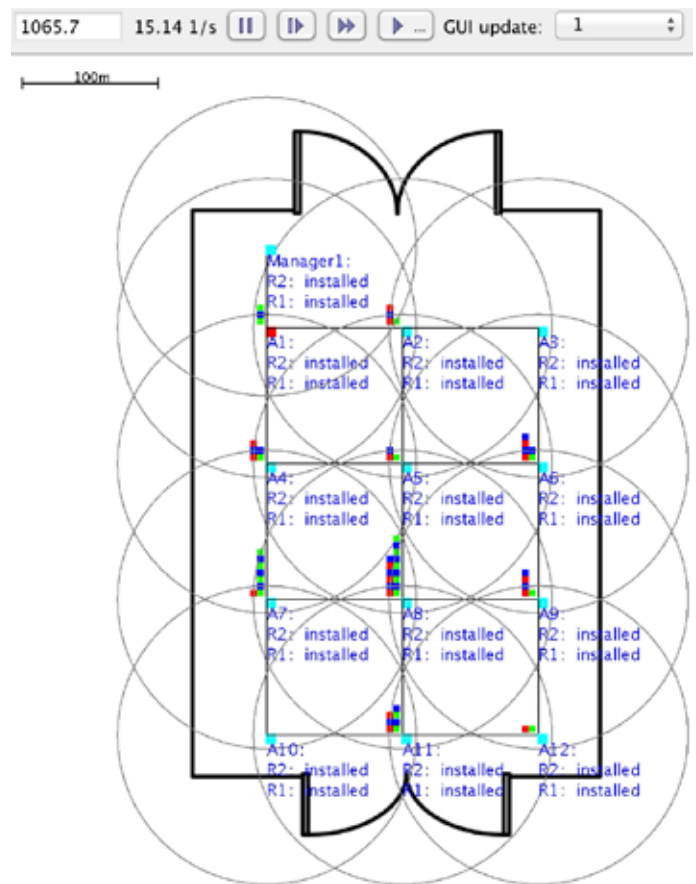 1065.7 15.14 1/s ... GUI update: 1
100m
Manager1:
R2: installed
R1: installed
A1: A2: A3:
R2: installed R2: installed R2: installed
R1: installed R1: installed R1: installed
A4: A5: A6:
R2: installed R2: installed R2: installed
R1: installed R1: installed R1: installed
A7: A8: A9:
R2: installed R2: installed R2: installed
R1: installed R1: installed R1: installed
A10: A11: A12:
R2: installed R2: installed R2: installed
R1: installed R1: installed R1: installed